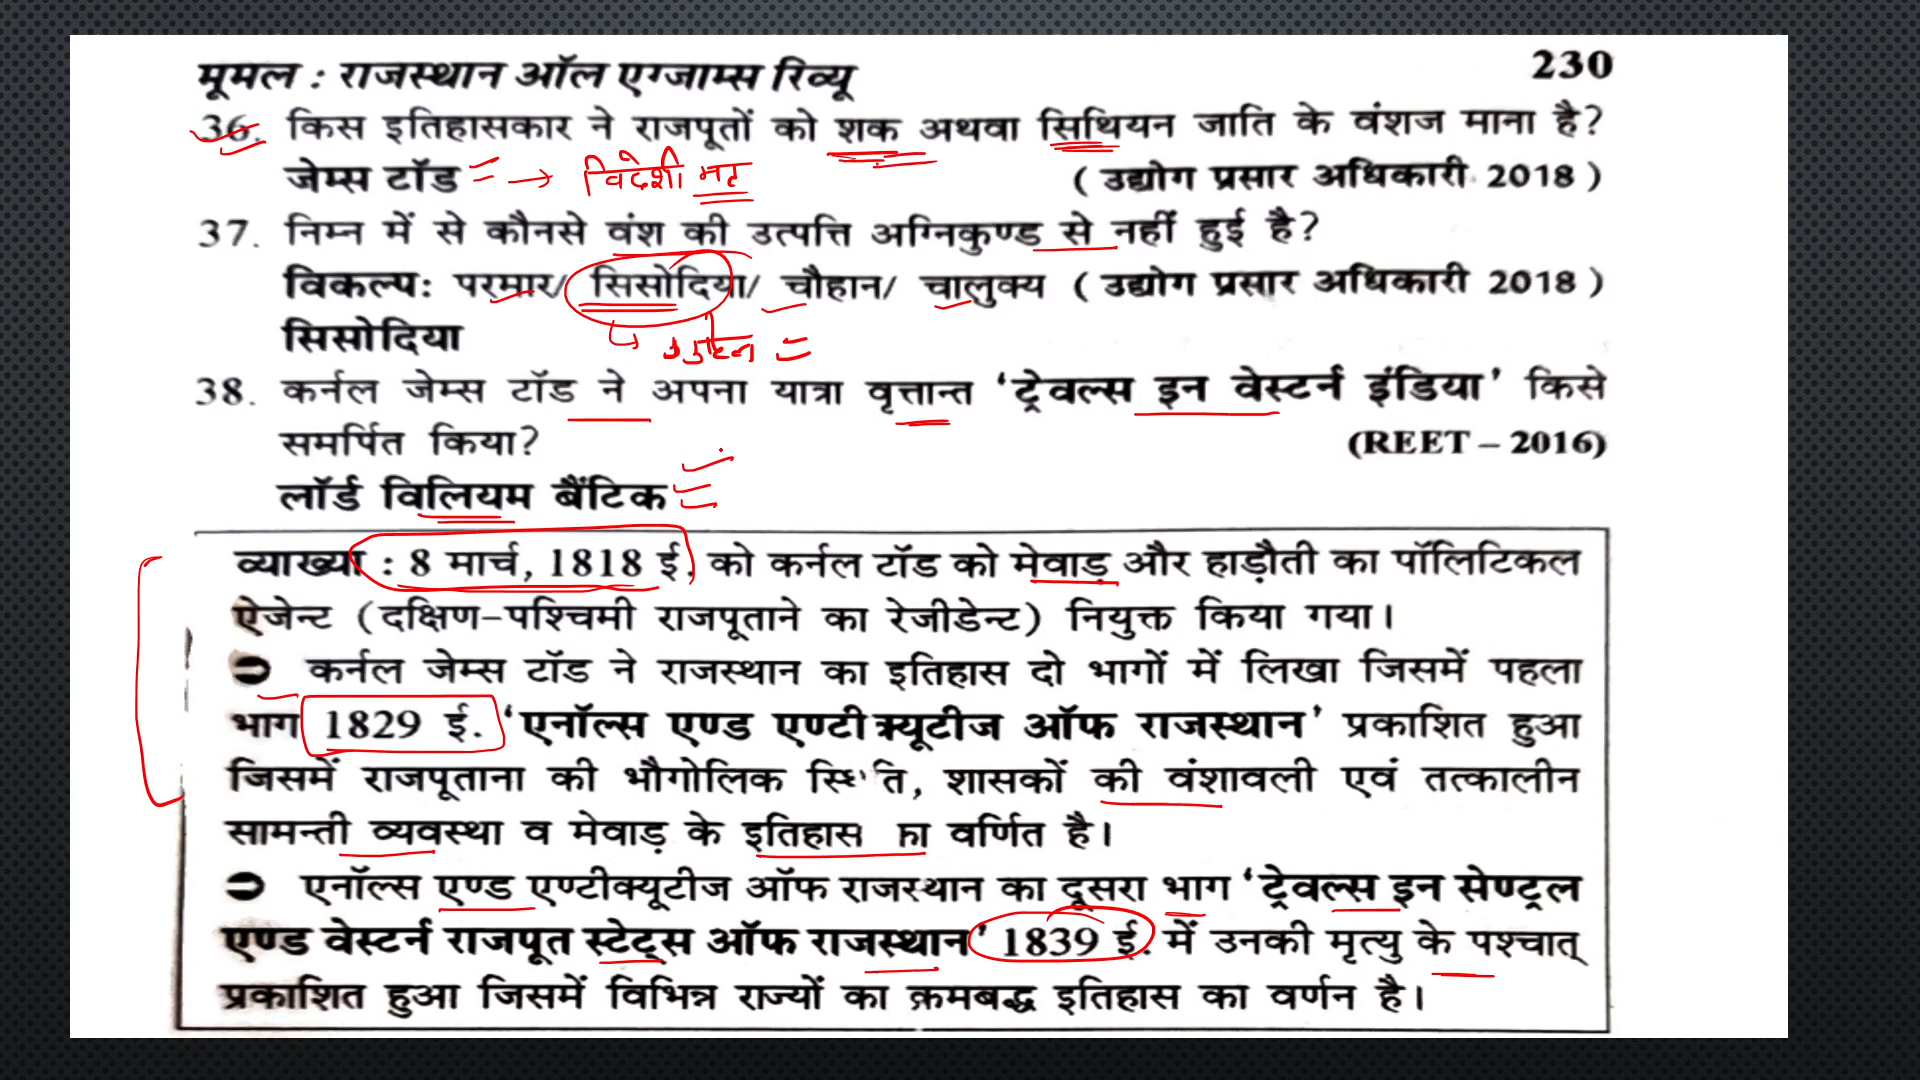 मूमल : राजस्थान ऑल एग्जाम्स रिव्यू 230
36. किस इतिहासकार ने राजपूतों को शक अथवा सिथियन जाति के वंशज माना है?
जेम्स टॉड → विदेशी मत ( उद्योग प्रसार अधिकारी 2018 )
37. निम्न में से कौनसे वंश की उत्पत्ति अग्निकुण्ड से नहीं हुई है?
विकल्प: परमार/ सिसोदिया/ चौहान/ चालुक्य ( उद्योग प्रसार अधिकारी 2018 )
सिसोदिया
38. कर्नल जेम्स टॉड ने अपना यात्रा वृत्तान्त ‘ट्रेवल्स इन वेस्टर्न इंडिया’ किसे
समर्पित किया? (REET – 2016)
लॉर्ड विलियम बैंटिक
व्याख्या : 8 मार्च, 1818 ई. को कर्नल टॉड को मेवाड़ और हाड़ौती का पॉलिटिकल
ऐजेन्ट (दक्षिण-पश्चिमी राजपूताने का रेजीडेन्ट) नियुक्त किया गया।
➲ कर्नल जेम्स टॉड ने राजस्थान का इतिहास दो भागों में लिखा जिसमें पहला
भाग 1829 ई. ‘एनॉल्स एण्ड एण्टीक्यूटीज ऑफ राजस्थान’ प्रकाशित हुआ
जिसमें राजपूताना की भौगोलिक स्थिति, शासकों की वंशावली एवं तत्कालीन
सामन्ती व्यवस्था व मेवाड़ के इतिहास का वर्णित है।
➲ एनॉल्स एण्ड एण्टीक्यूटीज ऑफ राजस्थान का दूसरा भाग ‘ट्रेवल्स इन सेण्ट्रल
एण्ड वेस्टर्न राजपूत स्टेट्स ऑफ राजस्थान’ 1839 ई. में उनकी मृत्यु के पश्चात्
प्रकाशित हुआ जिसमें विभिन्न राज्यों का क्रमबद्ध इतिहास का वर्णन है।